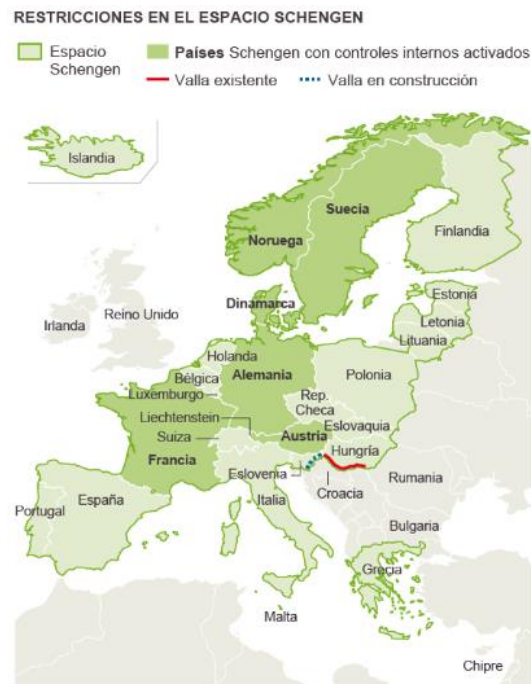 RESTRICCIONES EN EL ESPACIO SCHENGEN
Espacio
Schengen
Países Schengen con controles internos activados
Valla existente
Valla en construcción
Islandia
Suecia
Noruega
Finlandia
Estonia
Dinamarca
Letonia
Reino Unido
Irlanda
Lituania
Holanda
Bélgica
Alemania
Polonia
Luxemburgo
Rep.
Checa
Liechtenstein
Eslovaquia
Suiza
Austria
Hungría
Francia
Eslovenia
Rumania
Croacia
Portugal
España
Italia
Bulgaria
Grecia
Malta
Chipre